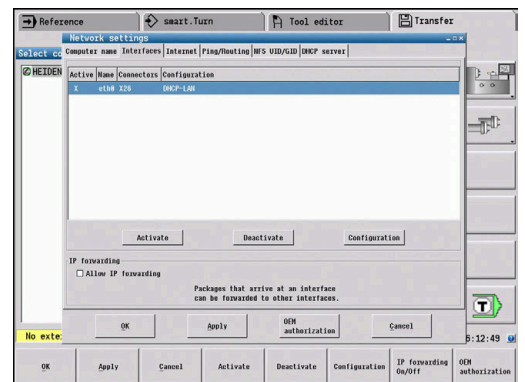 Reference
smart.Turn
Tool editor
Transfer
Network settings
Select co
Computer name Interfaces Internet Ping/Routing NFS UID/GID DHCP server
HEIDEN
Active Name Connectors Configuration
X eth0 X26 DHCP-LAN
Activate Deactivate Configuration
IP forwarding
Allow IP forwarding
Packages that arrive at an interface
can be forwarded to other interfaces.
OK Apply OEM authorization Cancel
T
No exte
6:12:49
OK Apply Cancel Activate Deactivate Configuration IP forwarding On/Off OEM authorization